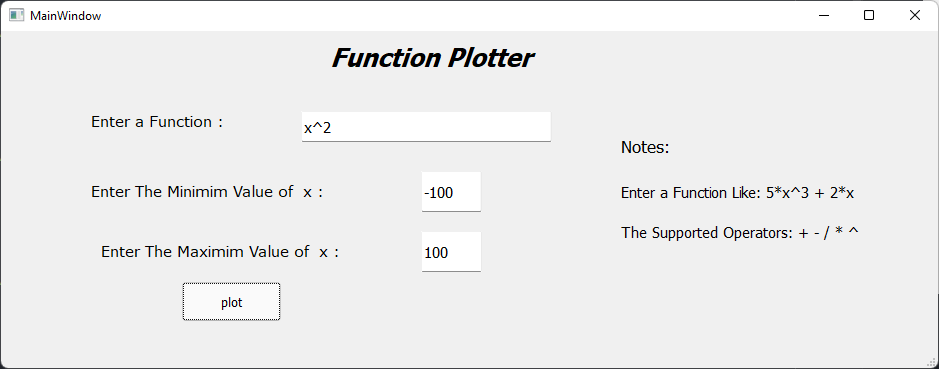 MainWindow
Function Plotter
Enter a Function :
x^2
Notes:
Enter The Minimim Value of x :
-100
Enter a Function Like: 5*x^3 + 2*x
The Supported Operators: + - / * ^
Enter The Maximim Value of x :
100
plot